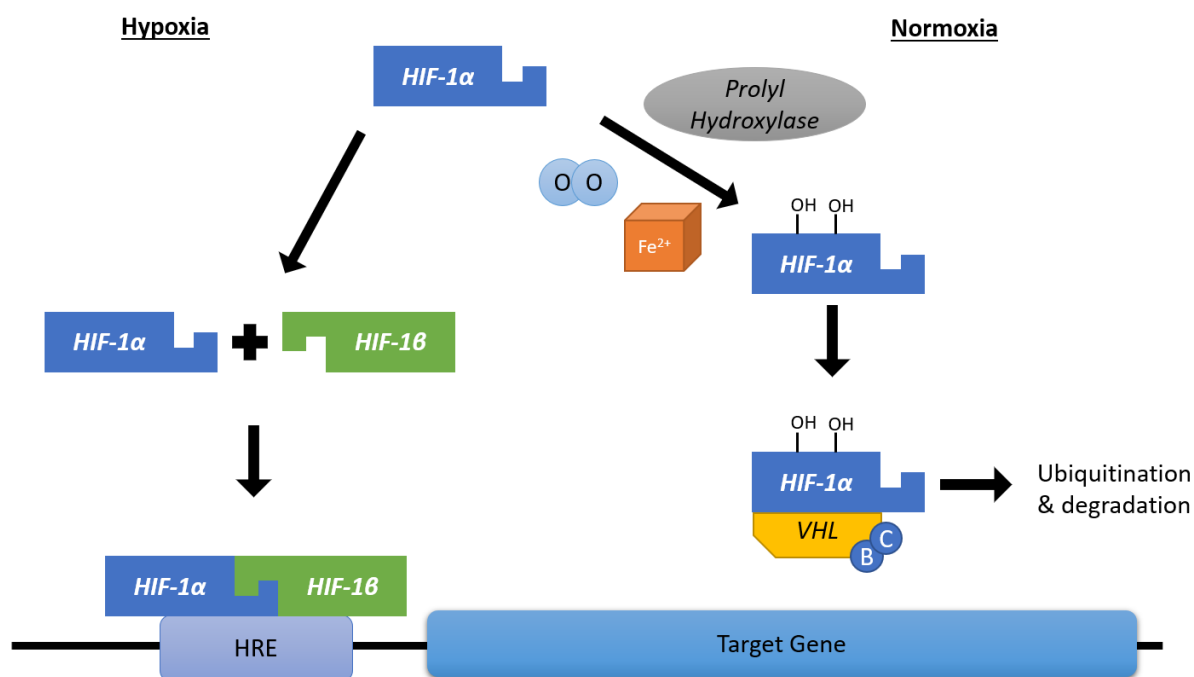 Hypoxia
Normoxia
HIF-1α
Prolyl
Hydroxylase
O O
Fe²⁺
OH OH
HIF-1α
HIF-1α
HIF-1β
OH OH
HIF-1α
VHL
B
C
Ubiquitination
& degradation
HIF-1α
HIF-1β
HRE
Target Gene